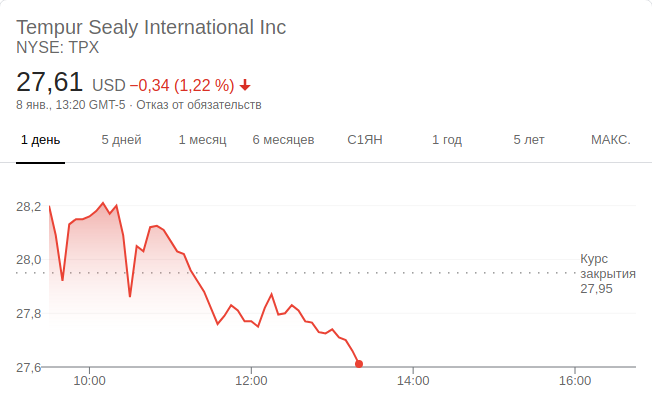 Tempur Sealy International Inc
NYSE: TPX
27,61 USD −0,34 (1,22 %)
8 янв., 13:20 GMT-5 · Отказ от обязательств
1 день 5 дней 1 месяц 6 месяцев С1ЯН 1 год 5 лет МАКС.
28,2
28,0
27,8
27,6
Курс
закрытия
27,95
10:00 12:00 14:00 16:00